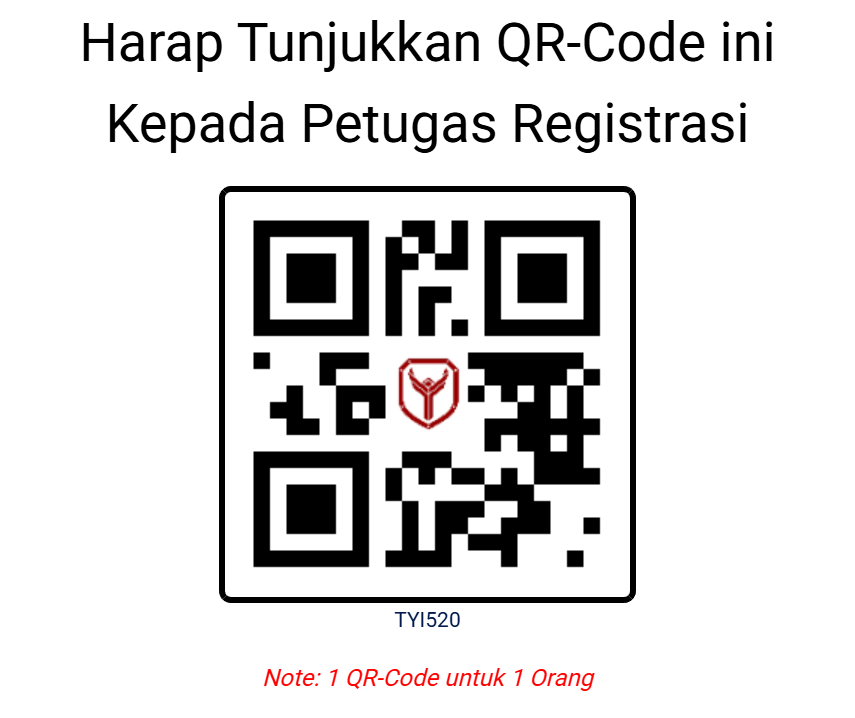 Harap Tunjukkan QR-Code ini
Kepada Petugas Registrasi
TYI520
Note: 1 QR-Code untuk 1 Orang